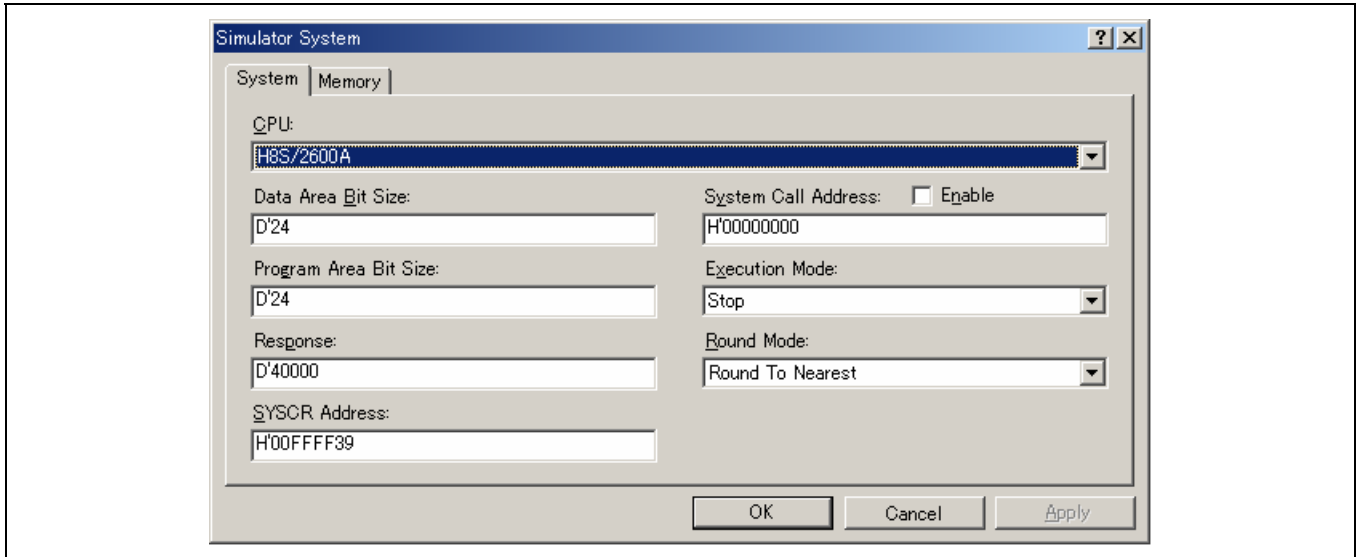 Simulator System
System
Memory
CPU:
H8S/2600A
Data Area Bit Size:
D'24
System Call Address:
Enable
H'00000000
Program Area Bit Size:
D'24
Execution Mode:
Stop
Response:
D'40000
Round Mode:
Round To Nearest
SYSCR Address:
H'00FFFF39
OK
Cancel
Apply